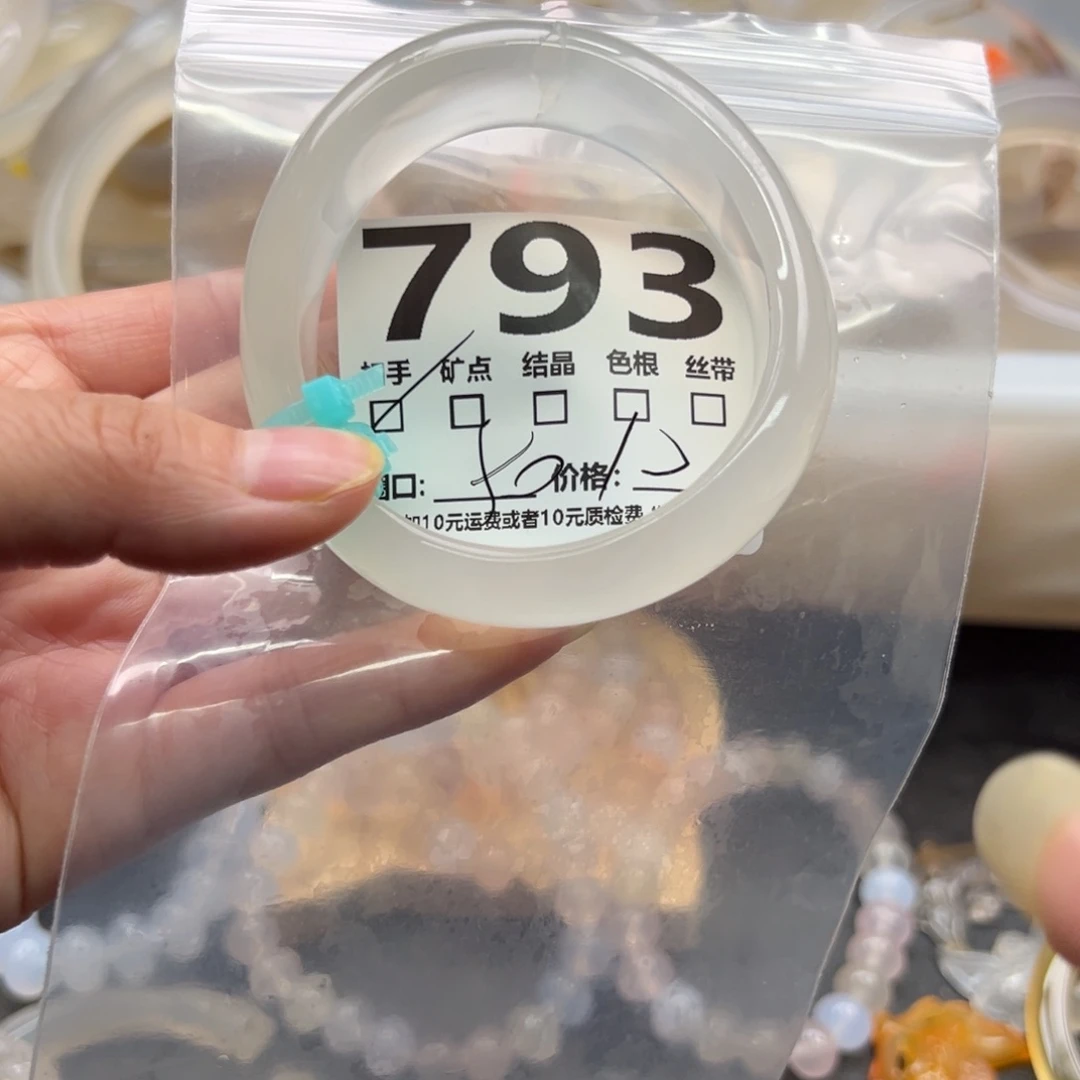 793
手 矿点 结晶 色根 丝带
口: 价格:
10元运费或者10元质检费